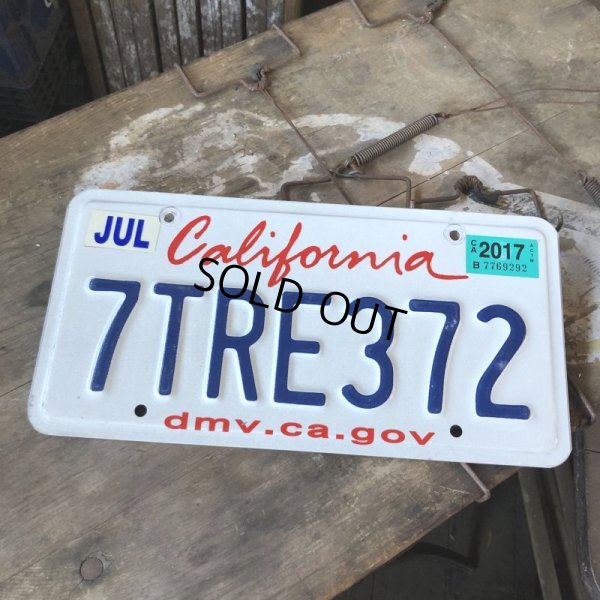 JUL
California
CA 2017
B 7769292
SOLD OUT
7TRE372
dmv.ca.gov